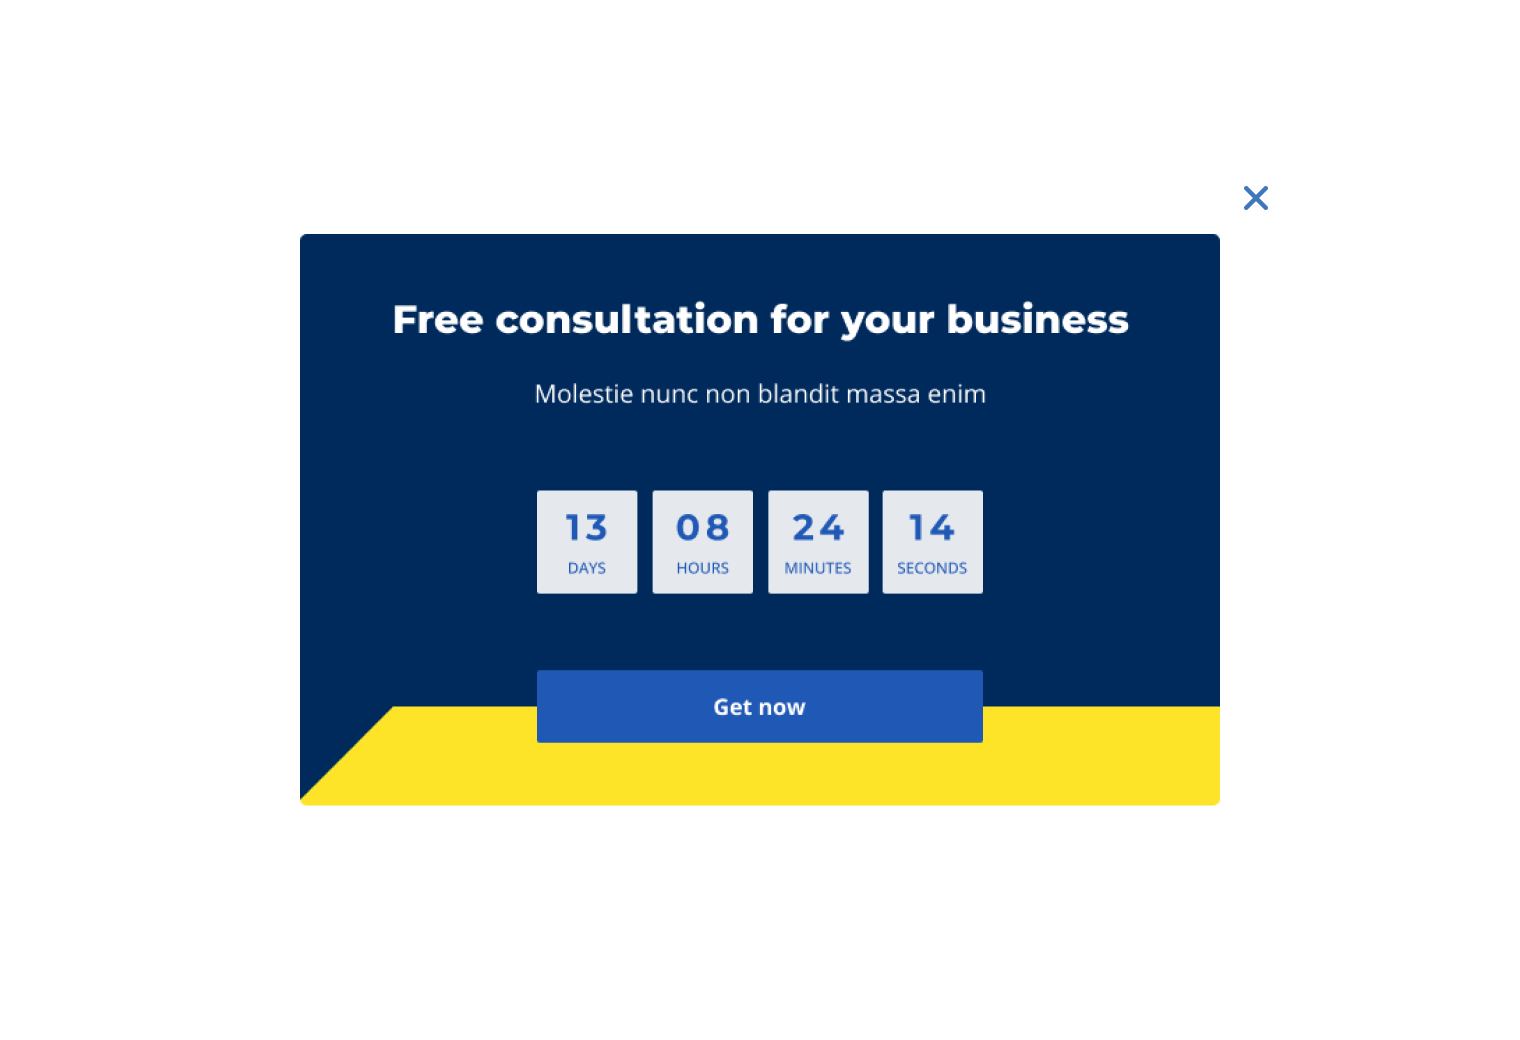 Free consultation for your business
Molestie nunc non blandit massa enim
13 08 24 14
DAYS HOURS MINUTES SECONDS
Get now